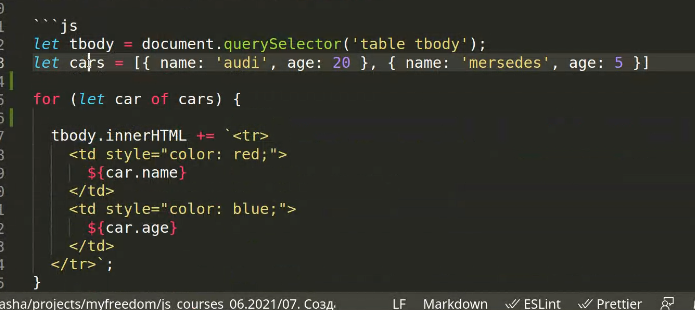 ```js
let tbody = document.querySelector('table tbody');
let cars = [{ name: 'audi', age: 20 }, { name: 'mersedes', age: 5 }]
for (let car of cars) {
tbody.innerHTML += `<tr>
<td style="color: red;">
${car.name}
</td>
<td style="color: blue;">
${car.age}
</td>
</tr>`;
}
asha/projects/myfreedom/js_courses_06.2021/07. Созд LF Markdown ESLint Prettier